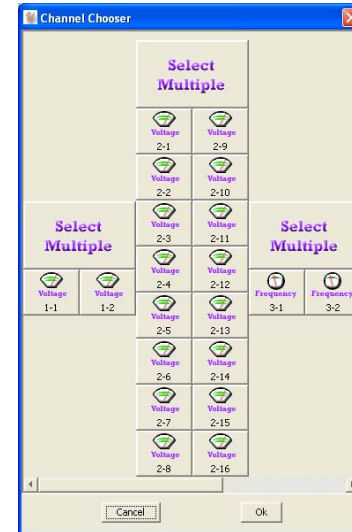 Channel Chooser
Select
Multiple
Voltage Voltage
2-1 2-9
Voltage Voltage
2-2 2-10
Voltage Voltage
2-3 2-11
Voltage Voltage
2-4 2-12
Voltage Voltage
2-5 2-13
Voltage Voltage
2-6 2-14
Voltage Voltage
2-7 2-15
Voltage Voltage
2-8 2-16
Select
Multiple
Voltage Voltage
1-1 1-2
Select
Multiple
Frequency Frequency
3-1 3-2
Cancel Ok